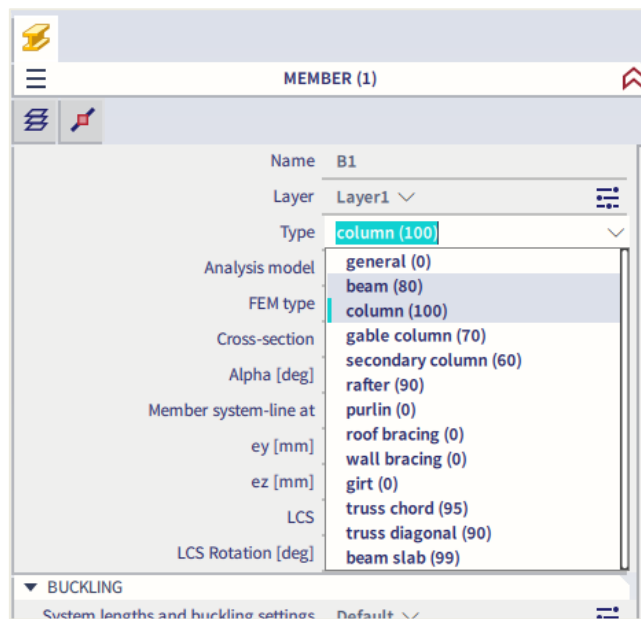 MEMBER (1)
Name B1
Layer Layer1
Type column (100)
Analysis model
FEM type
Cross-section
Alpha [deg]
Member system-line at
ey [mm]
ez [mm]
LCS
LCS Rotation [deg]
general (0)
beam (80)
column (100)
gable column (70)
secondary column (60)
rafter (90)
purlin (0)
roof bracing (0)
wall bracing (0)
girt (0)
truss chord (95)
truss diagonal (90)
beam slab (99)
BUCKLING
System lengths and buckling settings Default